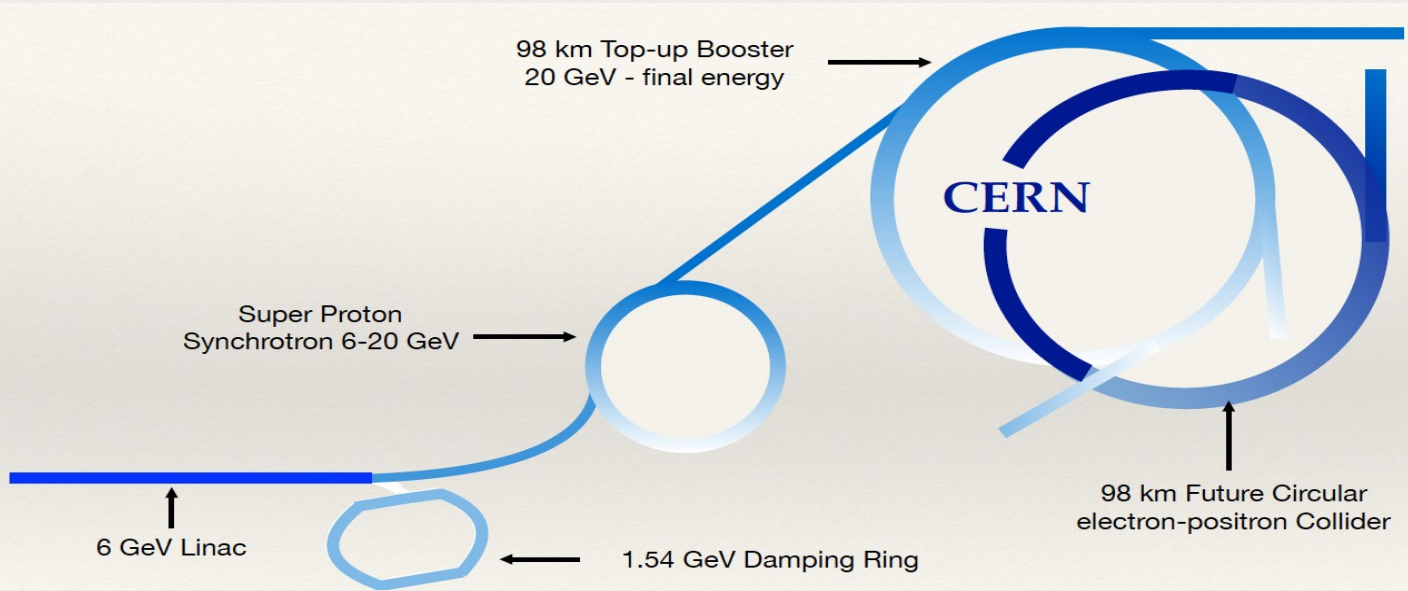 98 km Top-up Booster
20 GeV - final energy
CERN
Super Proton
Synchrotron 6-20 GeV
98 km Future Circular
electron-positron Collider
6 GeV Linac
1.54 GeV Damping Ring